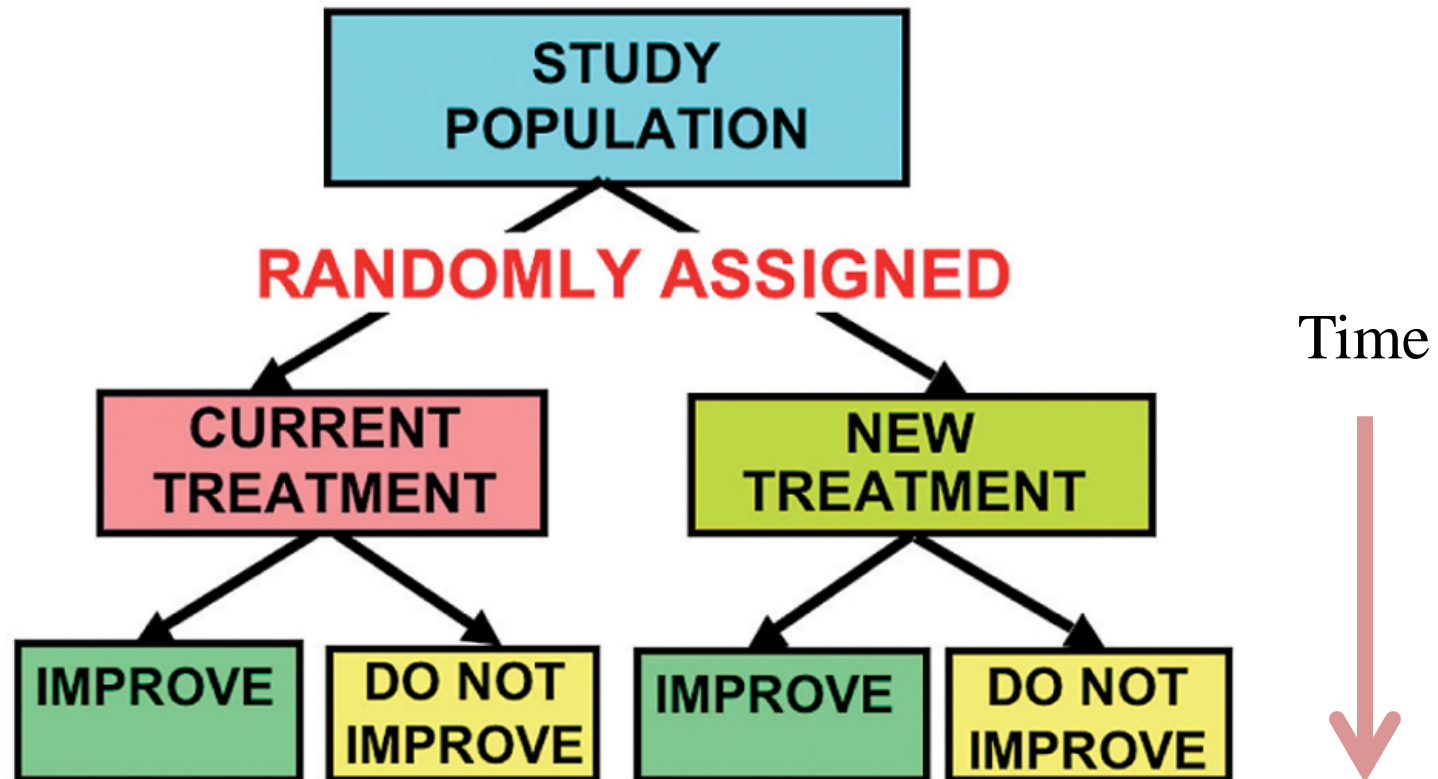 STUDY
POPULATION
RANDOMLY ASSIGNED
Time
CURRENT
TREATMENT
NEW
TREATMENT
IMPROVE
DO NOT
IMPROVE
IMPROVE
DO NOT
IMPROVE